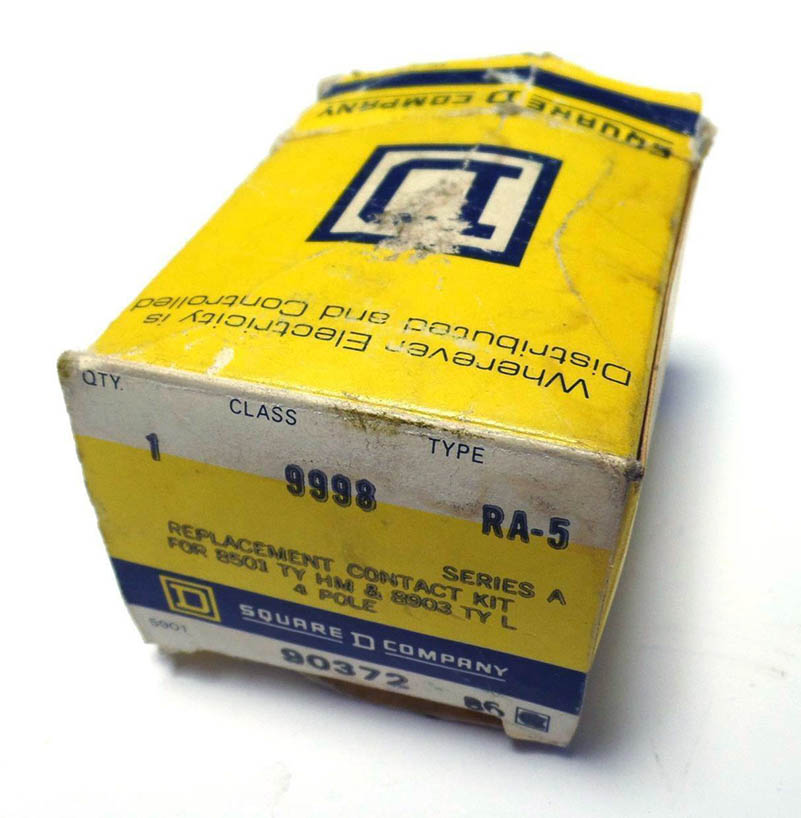 SQUARE D COMPANY
D
Wherever Electricity is
Distributed and Controlled
QTY. CLASS TYPE
1 9998 RA-5
SERIES A
REPLACEMENT CONTACT KIT
FOR 8501 TY HM & 8903 TY L
4 POLE
D SQUARE D COMPANY
5901 90372 86